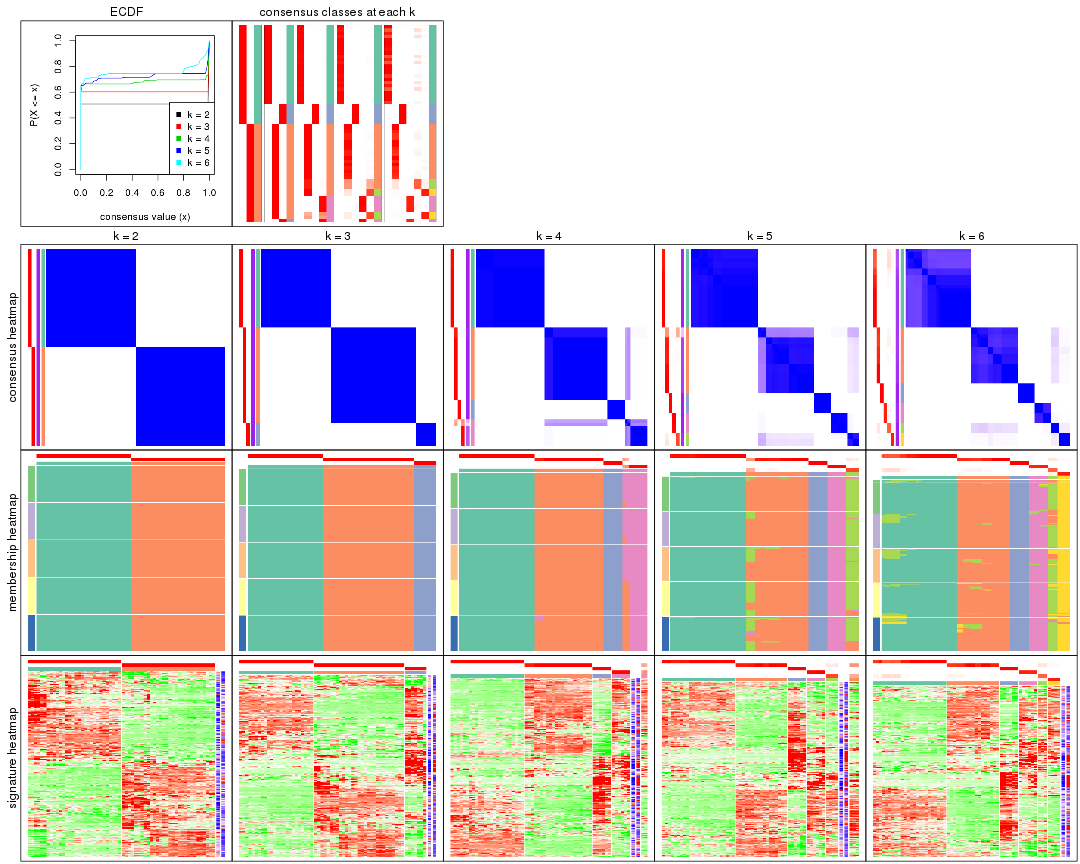 ECDF
consensus classes at each k
P(X <= x)
1.0
0.8
0.6
0.4
0.2
0.0
k = 2
k = 3
k = 4
k = 5
k = 6
0.0 0.2 0.4 0.6 0.8 1.0
consensus value (x)
k = 2
k = 3
k = 4
k = 5
k = 6
consensus heatmap
membership heatmap
signature heatmap